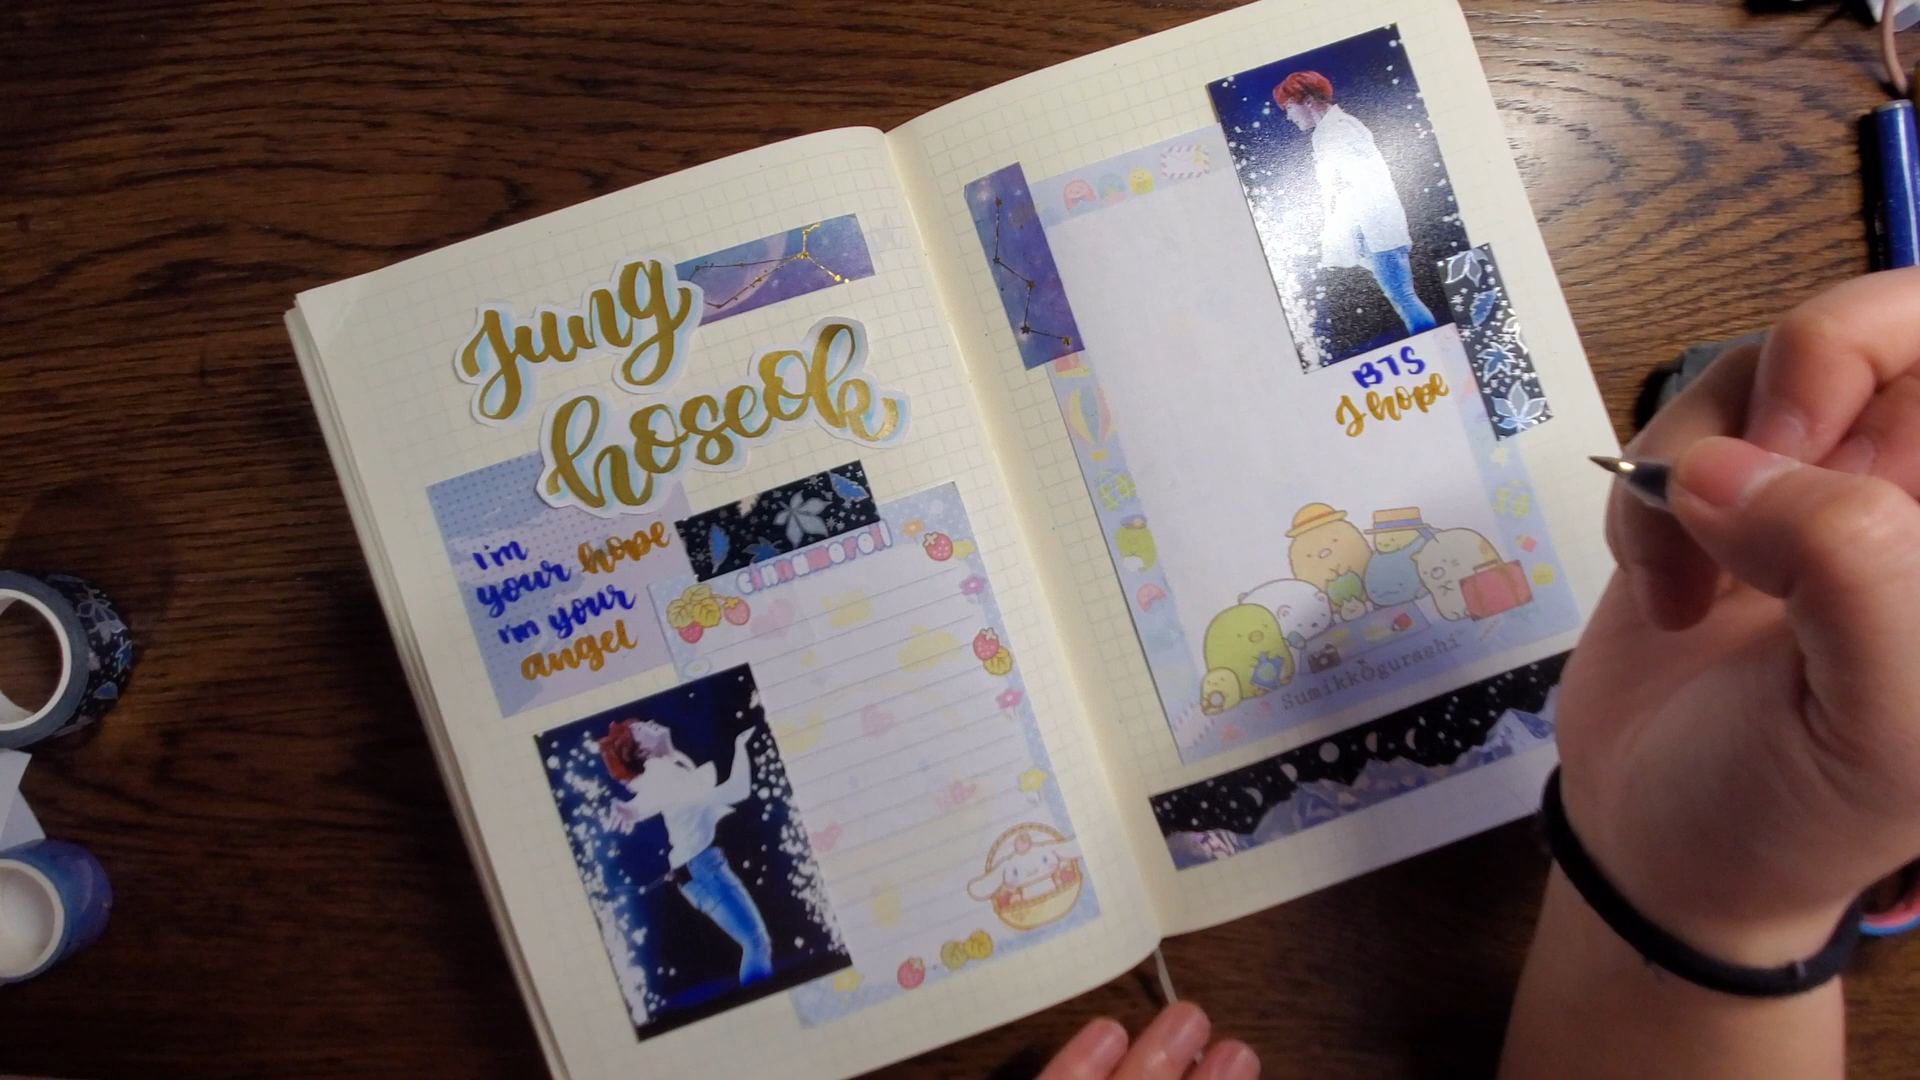 Jung
hoseok
I'm
your hope
i'm your
angel
cinnamoroll
BTS
J hope
Sumikkogurashi